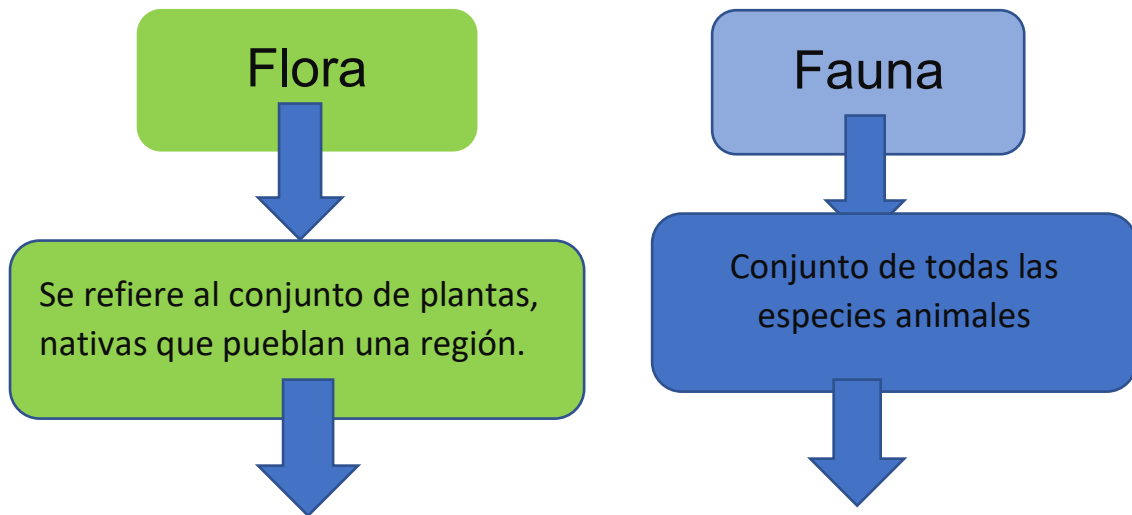 Flora
Se refiere al conjunto de plantas,
nativas que pueblan una región.
Fauna
Conjunto de todas las
especies animales